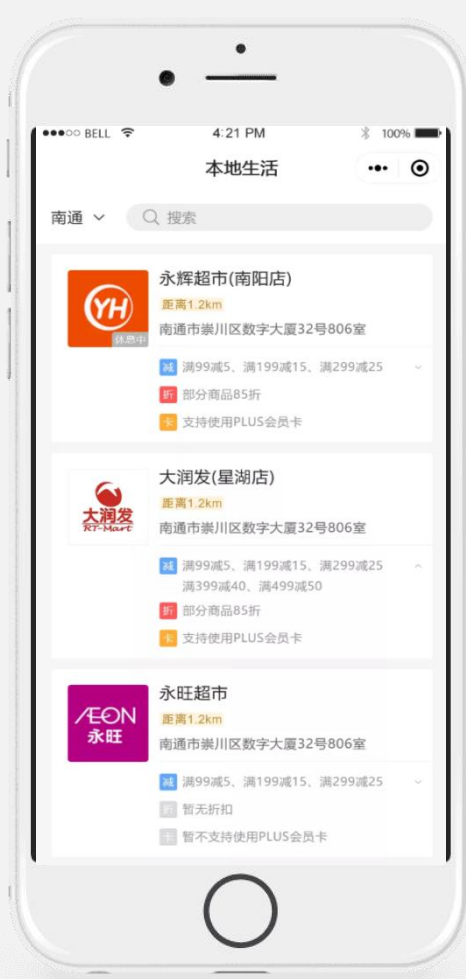 BELL
4:21 PM
100%
本地生活
南通
搜索
YH
休息中
永辉超市(南阳店)
距离1.2km
南通市崇川区数字大厦32号806室
减 满99减5、满199减15、满299减25
折 部分商品85折
卡 支持使用PLUS会员卡
大润发
RT-Mart
大润发(星湖店)
距离1.2km
南通市崇川区数字大厦32号806室
减 满99减5、满199减15、满299减25
满399减40、满499减50
折 部分商品85折
卡 支持使用PLUS会员卡
ÆON
永旺
永旺超市
距离1.2km
南通市崇川区数字大厦32号806室
减 满99减5、满199减15、满299减25
折 暂无折扣
卡 暂不支持使用PLUS会员卡